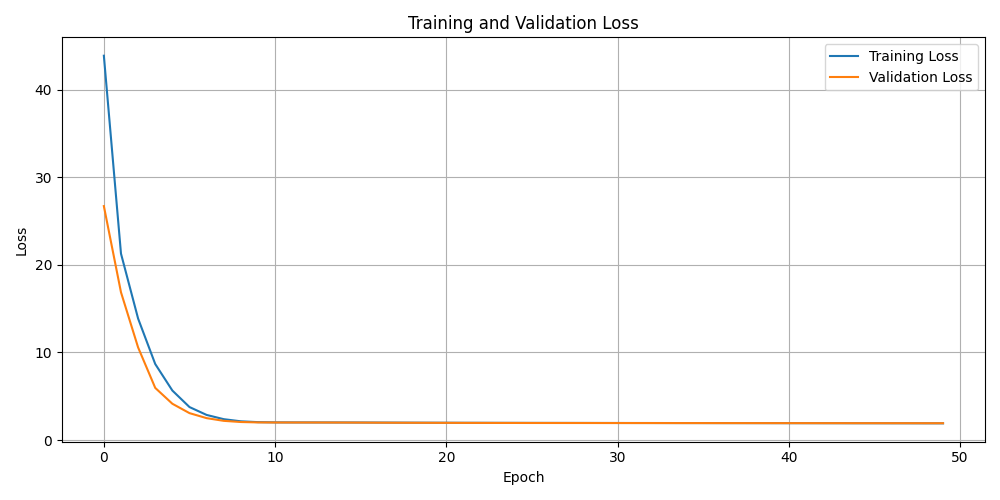 Training and Validation Loss
Training Loss
Validation Loss
Loss
40
30
20
10
0
0 10 20 30 40 50
Epoch